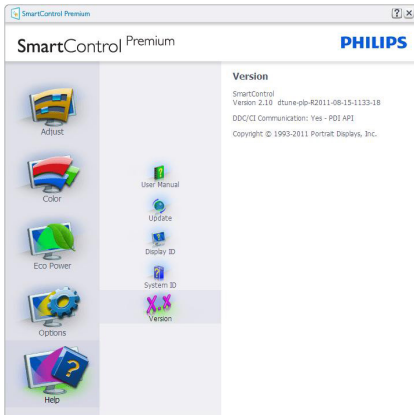 SmartControl Premium
? x
SmartControl Premium
PHILIPS
Adjust
Color
Eco Power
Options
Help
User Manual
Update
Display ID
System ID
X.X
Version
Version
SmartControl
Version 2.10 dtune-plp-R2011-08-15-1133-18
DDC/CI Communication: Yes - PDI API
Copyright © 1993-2011 Portrait Displays, Inc.